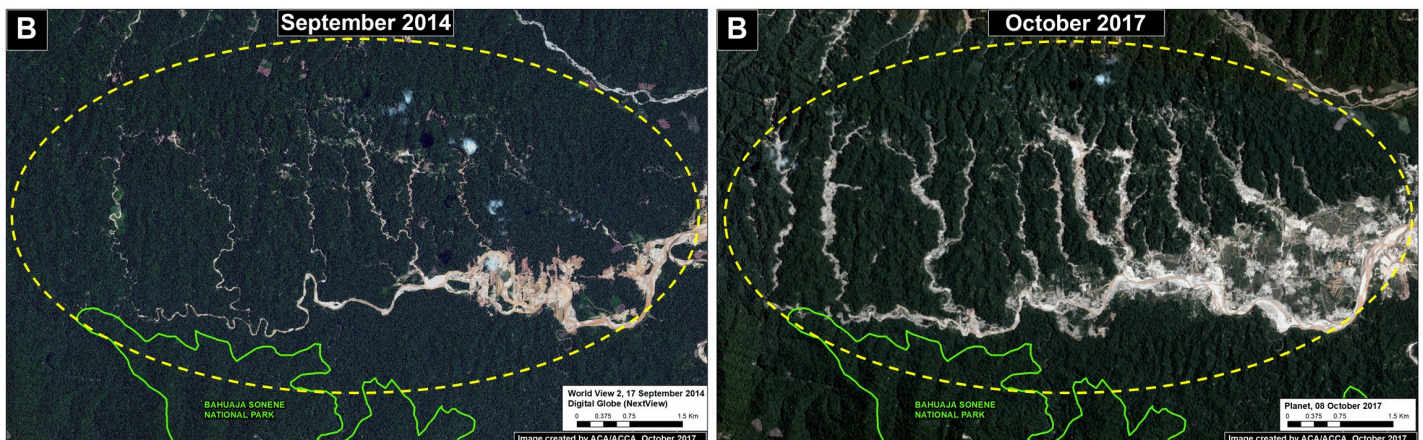 B
September 2014
BAHUAJA SONENE
NATIONAL PARK
World View 2, 17 September 2014
Digital Globe (NextView)
0 0.375 0.75 1.5 Km
Image created by ACA/ACCA, October 2017
B
October 2017
BAHUAJA SONENE
NATIONAL PARK
Planet, 08 October 2017
0 0.375 0.75 1.5 Km
Image created by ACA/ACCA, October 2017